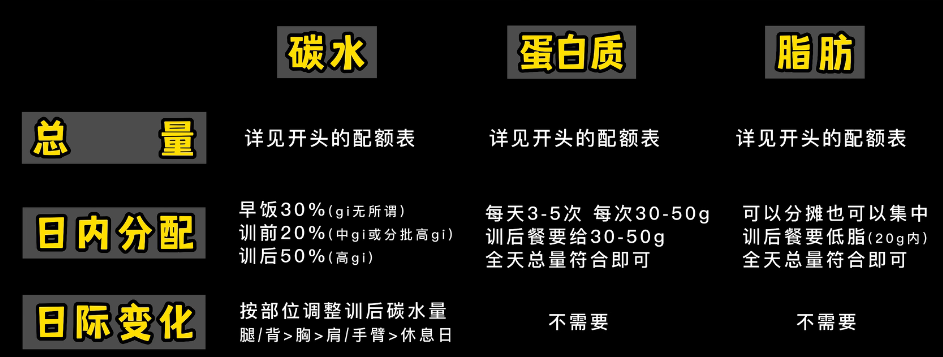 碳水 蛋白质 脂肪
总量 详见开头的配额表 详见开头的配额表 详见开头的配额表
日内分配
早饭30%(gi无所谓)
训前20%(中gi或分批高gi)
训后50%(高gi)
每天3-5次 每次30-50g
训后餐要给30-50g
全天总量符合即可
可以分摊也可以集中
训后餐要低脂(20g内)
全天总量符合即可
日际变化
按部位调整训后碳水量
腿/背>胸>肩/手臂>休息日
不需要
不需要